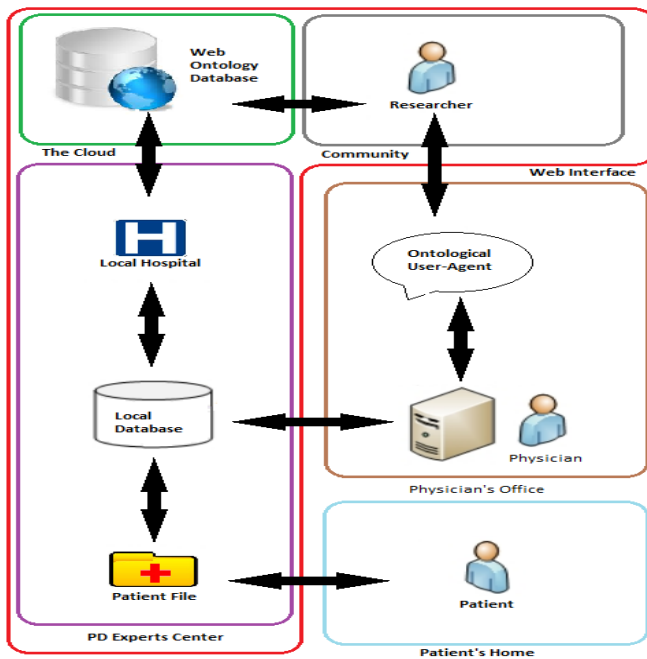 Web
Ontology
Database
Researcher
The Cloud
Community
Web Interface
H
Local Hospital
Ontological
User-Agent
Local
Database
Physician
Physician's Office
Patient File
Patient
PD Experts Center
Patient's Home